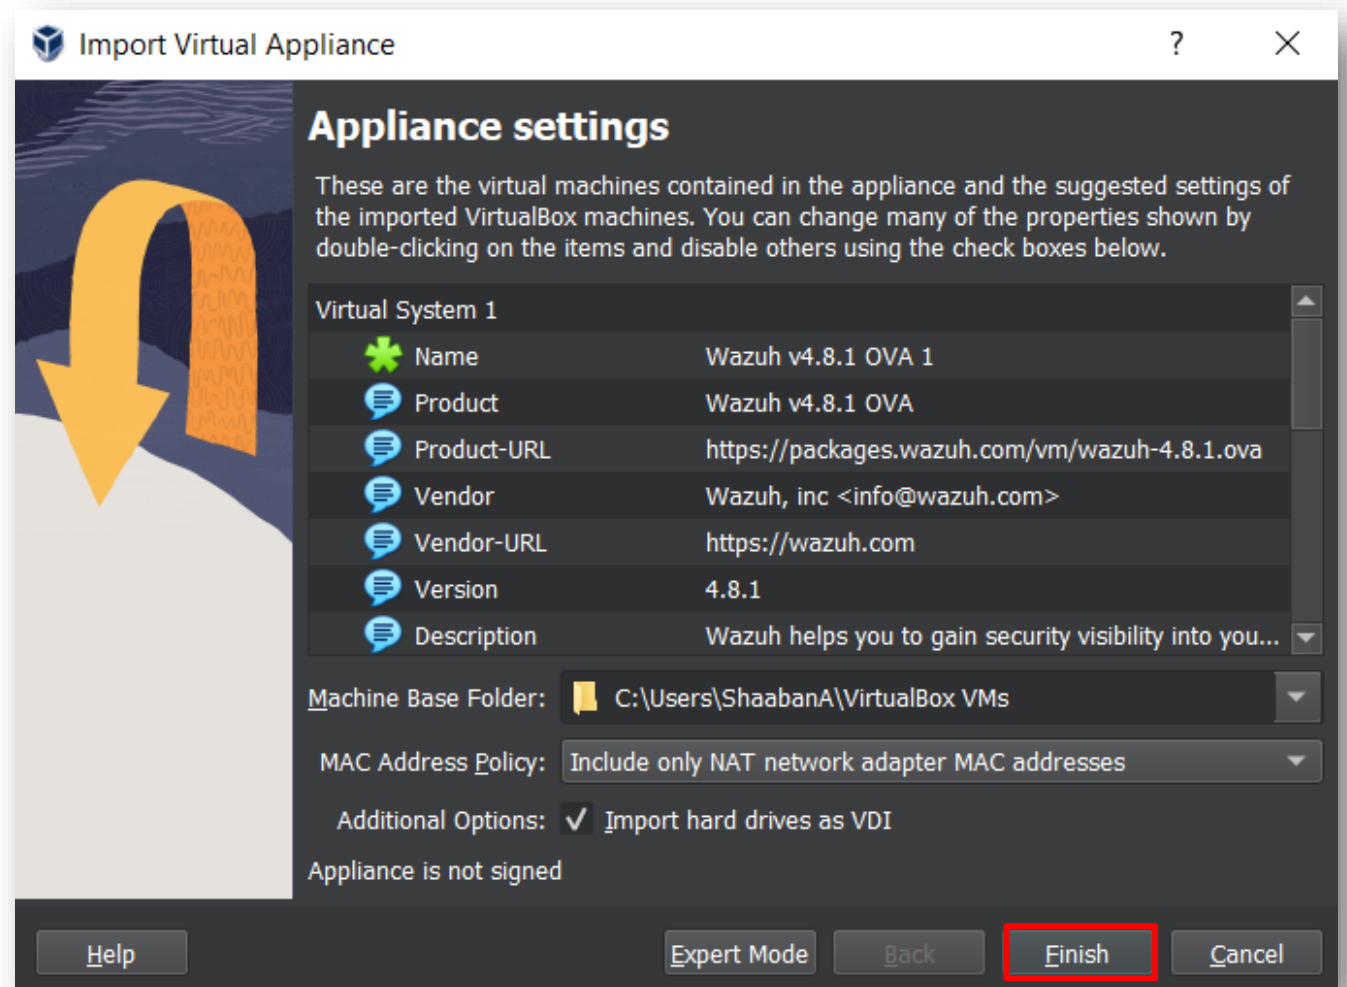 Import Virtual Appliance
?
Appliance settings
These are the virtual machines contained in the appliance and the suggested settings of
the imported VirtualBox machines. You can change many of the properties shown by
double-clicking on the items and disable others using the check boxes below.
Virtual System 1
Name Wazuh v4.8.1 OVA 1
Product Wazuh v4.8.1 OVA
Product-URL https://packages.wazuh.com/vm/wazuh-4.8.1.ova
Vendor Wazuh, inc <info@wazuh.com>
Vendor-URL https://wazuh.com
Version 4.8.1
Description Wazuh helps you to gain security visibility into you...
Machine Base Folder: C:\Users\ShaabanA\VirtualBox VMs
MAC Address Policy: Include only NAT network adapter MAC addresses
Additional Options: Import hard drives as VDI
Appliance is not signed
Help Expert Mode Back Finish Cancel